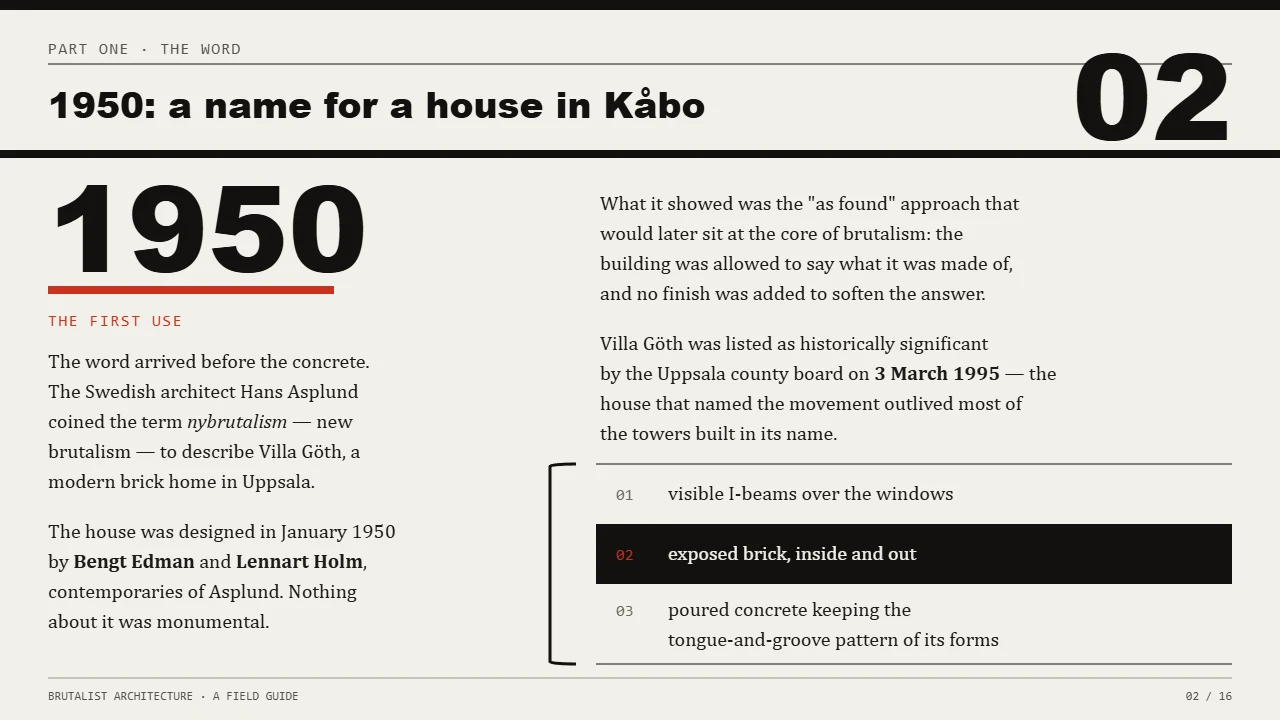 PART ONE · THE WORD
1950: a name for a house in Kåbo
02
1950
THE FIRST USE
The word arrived before the concrete.
The Swedish architect Hans Asplund
coined the term nybrutalism — new
brutalism — to describe Villa Göth, a
modern brick home in Uppsala.
The house was designed in January 1950
by Bengt Edman and Lennart Holm,
contemporaries of Asplund. Nothing
about it was monumental.
What it showed was the "as found" approach that
would later sit at the core of brutalism: the
building was allowed to say what it was made of,
and no finish was added to soften the answer.
Villa Göth was listed as historically significant
by the Uppsala county board on 3 March 1995 — the
house that named the movement outlived most of
the towers built in its name.
01 visible I-beams over the windows
02 exposed brick, inside and out
03 poured concrete keeping the
tongue-and-groove pattern of its forms
BRUTALIST ARCHITECTURE · A FIELD GUIDE
02 / 16